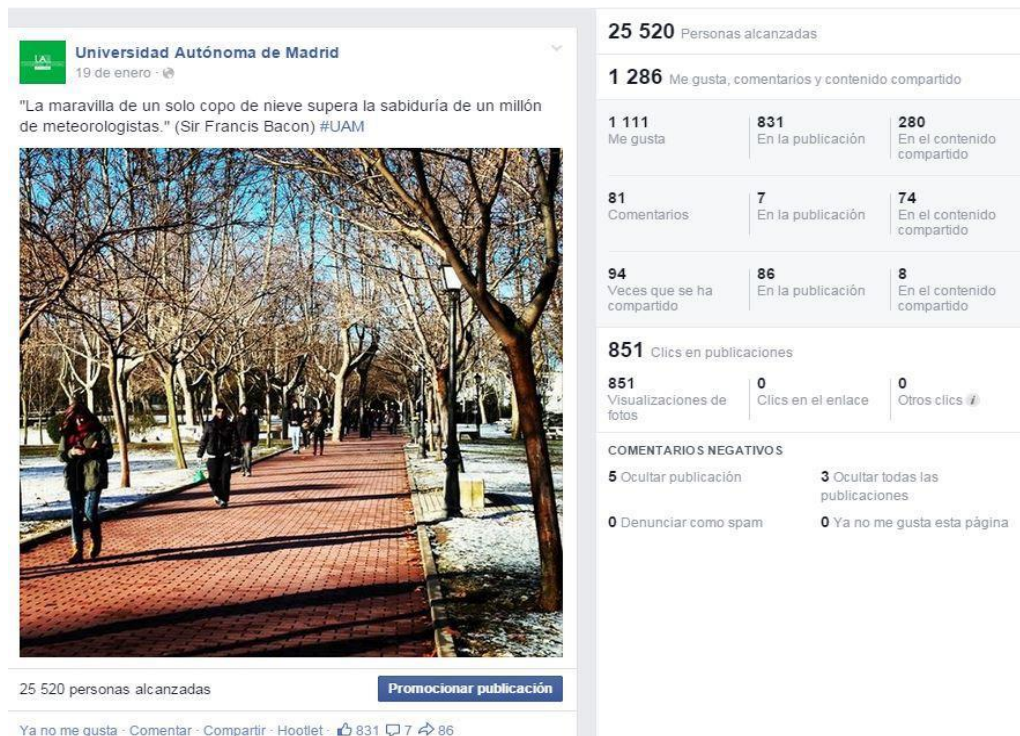 UAM
Universidad Autónoma de Madrid
19 de enero
"La maravilla de un solo copo de nieve supera la sabiduría de un millón
de meteorologistas." (Sir Francis Bacon) #UAM
25 520 personas alcanzadas
Promocionar publicación
Ya no me gusta · Comentar · Compartir · Hootlet · 831 7 86
25 520 Personas alcanzadas
1 286 Me gusta, comentarios y contenido compartido
1 111
Me gusta
831
En la publicación
280
En el contenido
compartido
81
Comentarios
7
En la publicación
74
En el contenido
compartido
94
Veces que se ha
compartido
86
En la publicación
8
En el contenido
compartido
851 Clics en publicaciones
851
Visualizaciones de
fotos
0
Clics en el enlace
0
Otros clics i
COMENTARIOS NEGATIVOS
5 Ocultar publicación
3 Ocultar todas las
publicaciones
0 Denunciar como spam
0 Ya no me gusta esta página